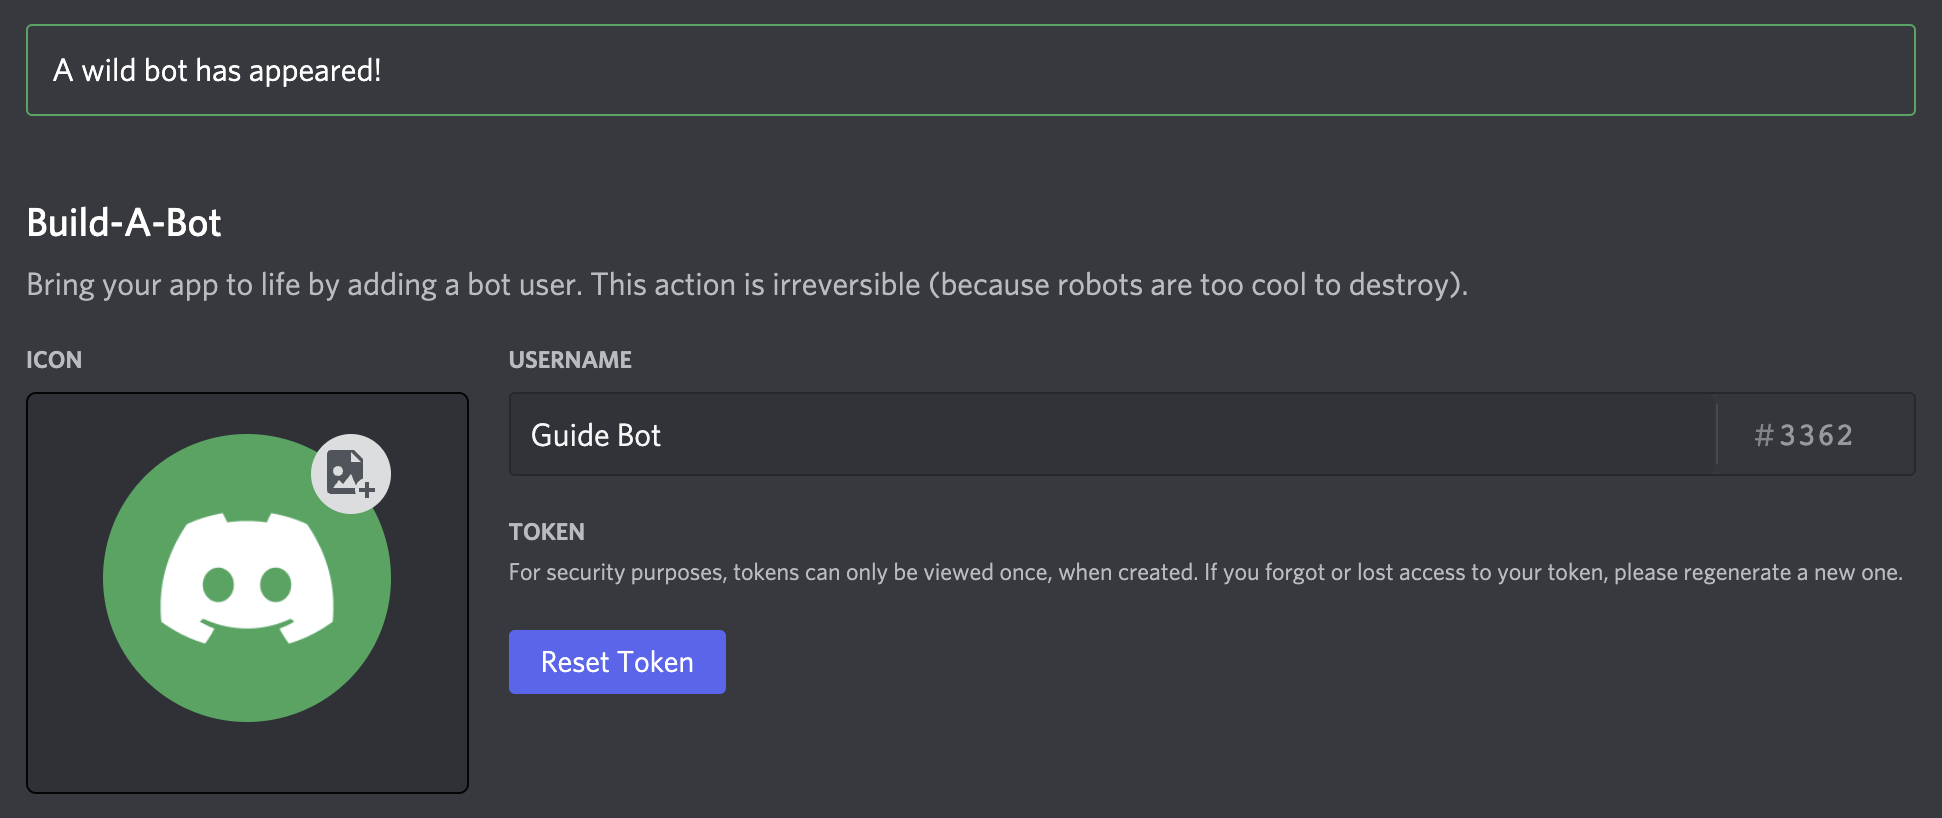 A wild bot has appeared!
Build-A-Bot
Bring your app to life by adding a bot user. This action is irreversible (because robots are too cool to destroy).
ICON
USERNAME
Guide Bot
#3362
TOKEN
For security purposes, tokens can only be viewed once, when created. If you forgot or lost access to your token, please regenerate a new one.
Reset Token